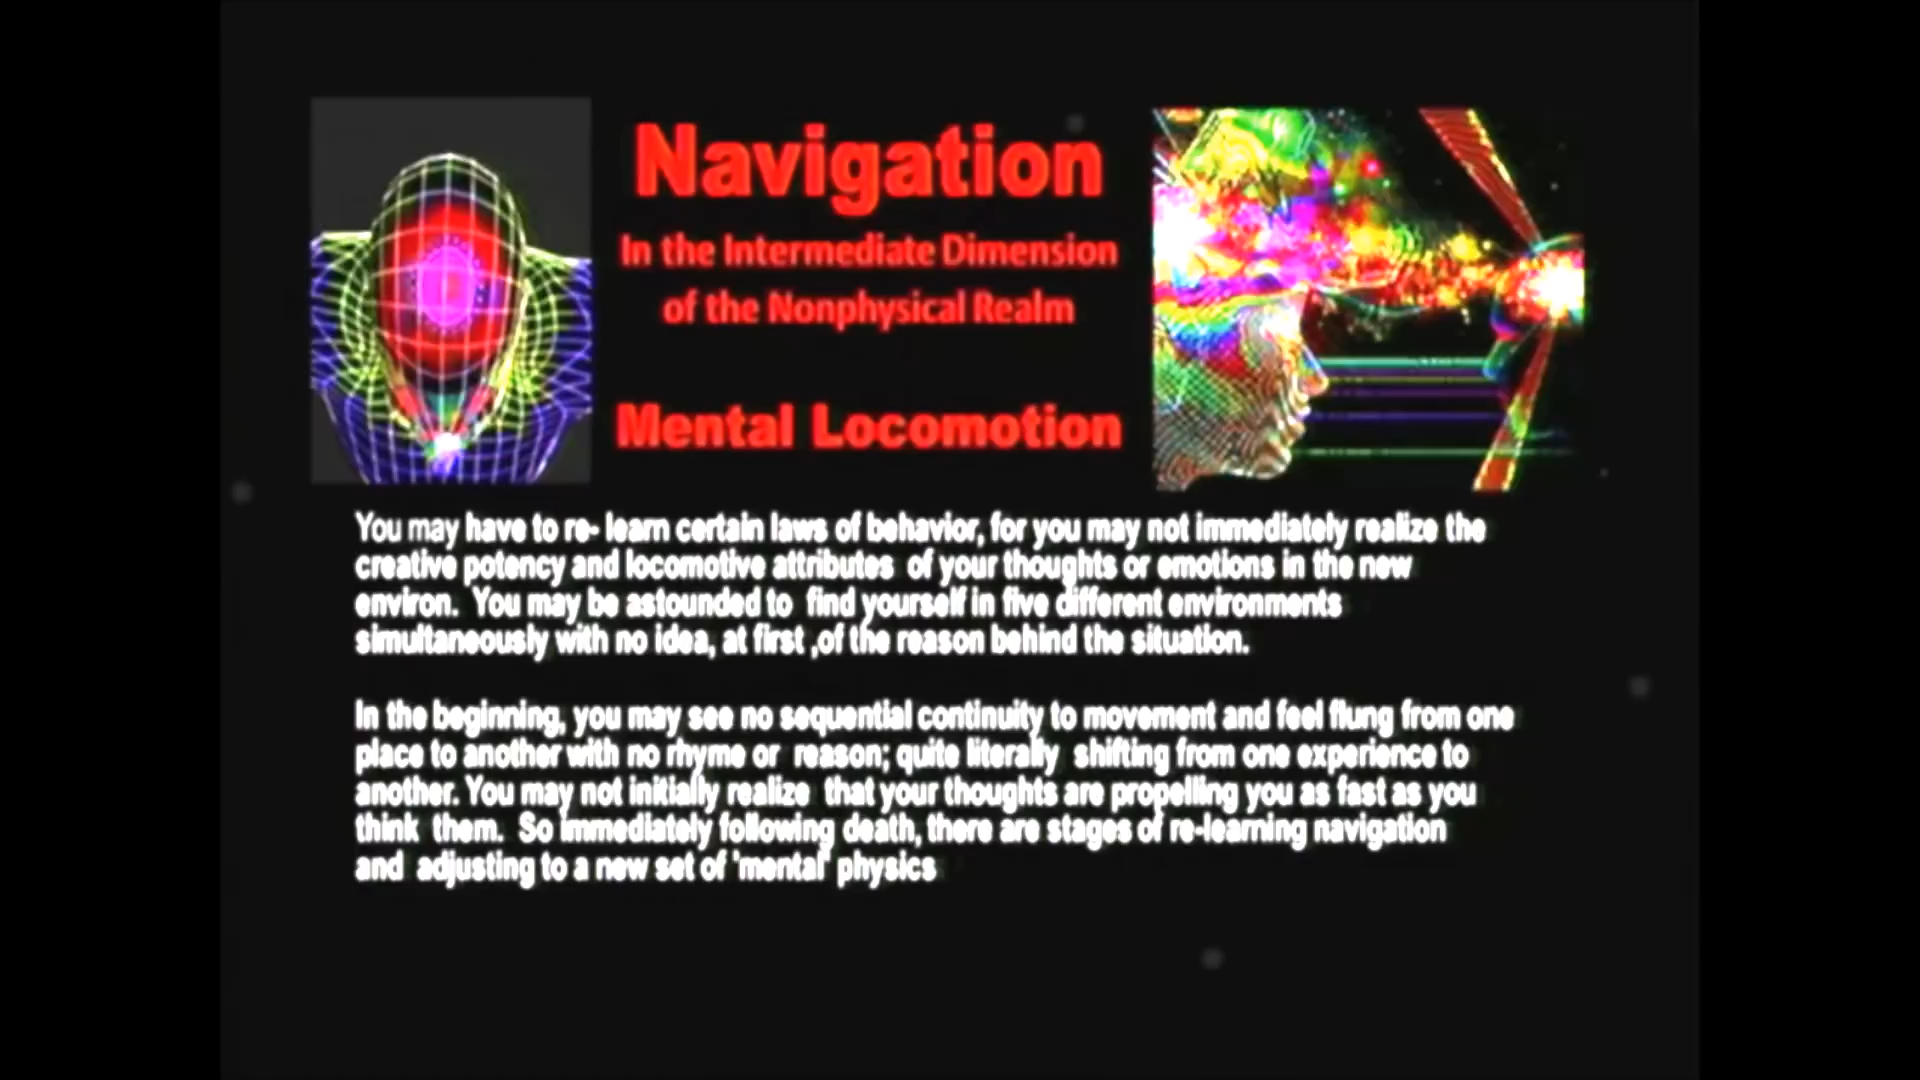 Navigation
In the Intermediate Dimension
of the Nonphysical Realm
Mental Locomotion
You may have to re- learn certain laws of behavior, for you may not immediately realize the
creative potency and locomotive attributes  of your thoughts or emotions in the new
environ.  You may be astounded to  find yourself in five different environments
simultaneously with no idea, at first ,of the reason behind the situation.
In the beginning, you may see no sequential continuity to movement and feel flung from one
place to another with no rhyme or  reason; quite literally  shifting from one experience to
another. You may not initially realize  that your thoughts are propelling you as fast as you
think  them.  So immediately following death, there are stages of re-learning navigation
and  adjusting to a new set of 'mental' physics